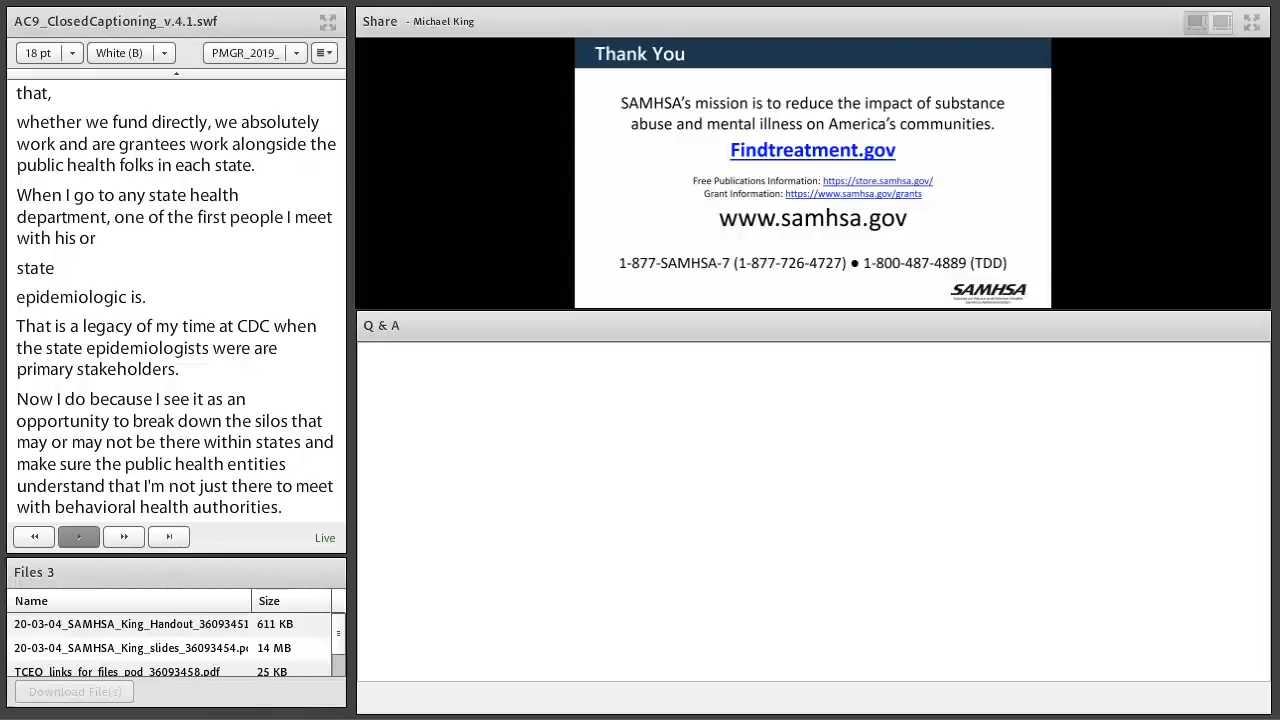 AC9_ClosedCaptioning_v.4.1.swf
18 pt
White (B)
PMGR_2019_
that,
whether we fund directly, we absolutely
work and are grantees work alongside the
public health folks in each state.
When I go to any state health
department, one of the first people I meet
with his or
state
epidemiologic is.
That is a legacy of my time at CDC when
the state epidemiologists were are
primary stakeholders.
Now I do because I see it as an
opportunity to break down the silos that
may or may not be there within states and
make sure the public health entities
understand that I'm not just there to meet
with behavioral health authorities.
Live
Files 3
Name Size
20-03-04_SAMHSA_King_Handout_36093451 611 KB
20-03-04_SAMHSA_King_slides_36093454.pd 14 MB
TCEO_links_for_files_pod_36093458.pdf 25 KB
Download File(s)
Share - Michael King
Thank You
SAMHSA's mission is to reduce the impact of substance
abuse and mental illness on America's communities.
Findtreatment.gov
Free Publications Information: https://store.samhsa.gov/
Grant Information: https://www.samhsa.gov/grants
www.samhsa.gov
1-877-SAMHSA-7 (1-877-726-4727) ● 1-800-487-4889 (TDD)
SAMHSA
Q & A